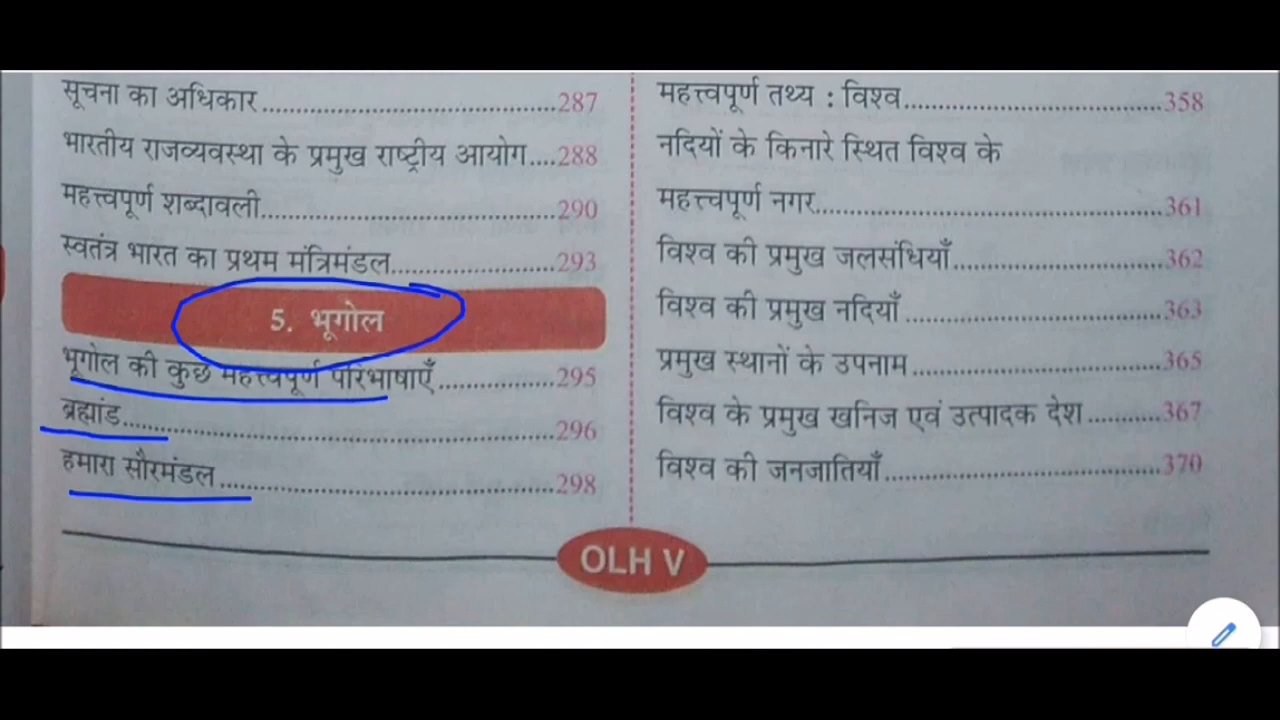 सूचना का अधिकार................................................287
भारतीय राजव्यवस्था के प्रमुख राष्ट्रीय आयोग....288
महत्त्वपूर्ण शब्दावली................................................290
स्वतंत्र भारत का प्रथम मंत्रिमंडल..........................293
5. भूगोल
भूगोल की कुछ महत्त्वपूर्ण परिभाषाएँ..................295
ब्रह्मांड......................................................................296
हमारा सौरमंडल......................................................298
महत्त्वपूर्ण तथ्य : विश्व..........................................358
नदियों के किनारे स्थित विश्व के
महत्त्वपूर्ण नगर......................................................361
विश्व की प्रमुख जलसंधियाँ..................................362
विश्व की प्रमुख नदियाँ..........................................363
प्रमुख स्थानों के उपनाम..........................................365
विश्व के प्रमुख खनिज एवं उत्पादक देश............367
विश्व की जनजातियाँ..............................................370
OLH V